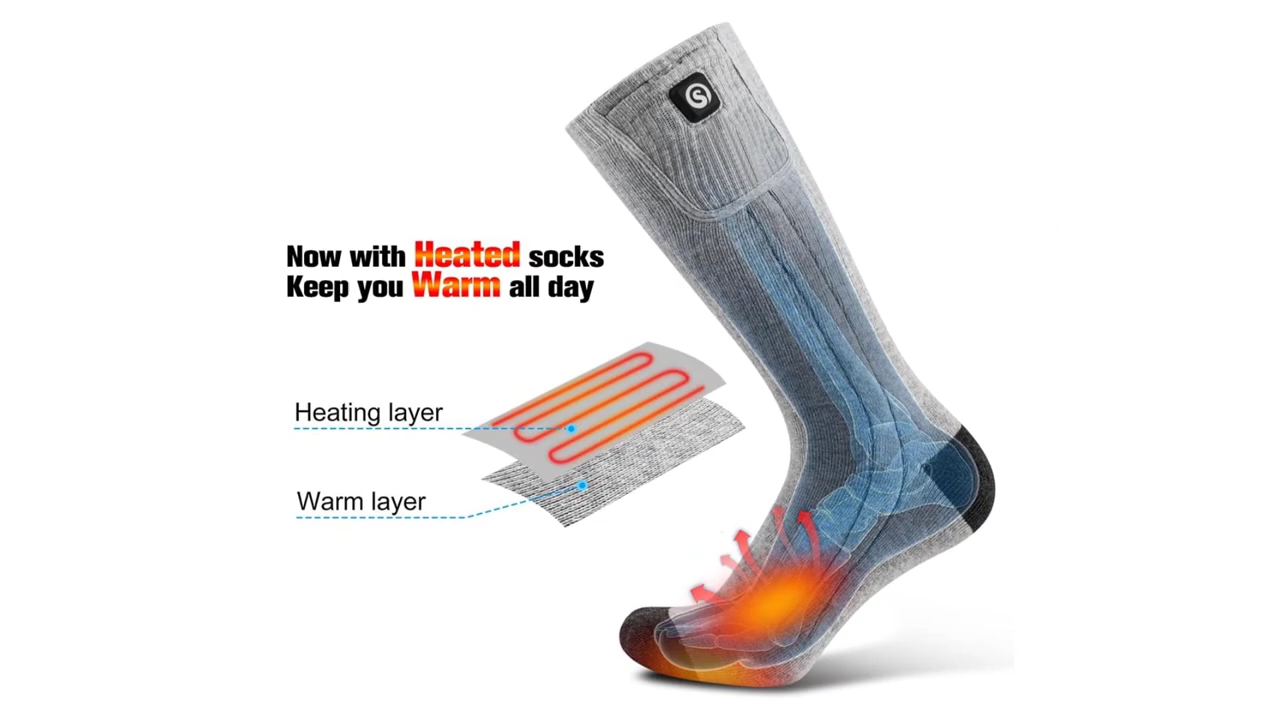 Now with Heated socks
Keep you Warm all day
Heating layer
Warm layer